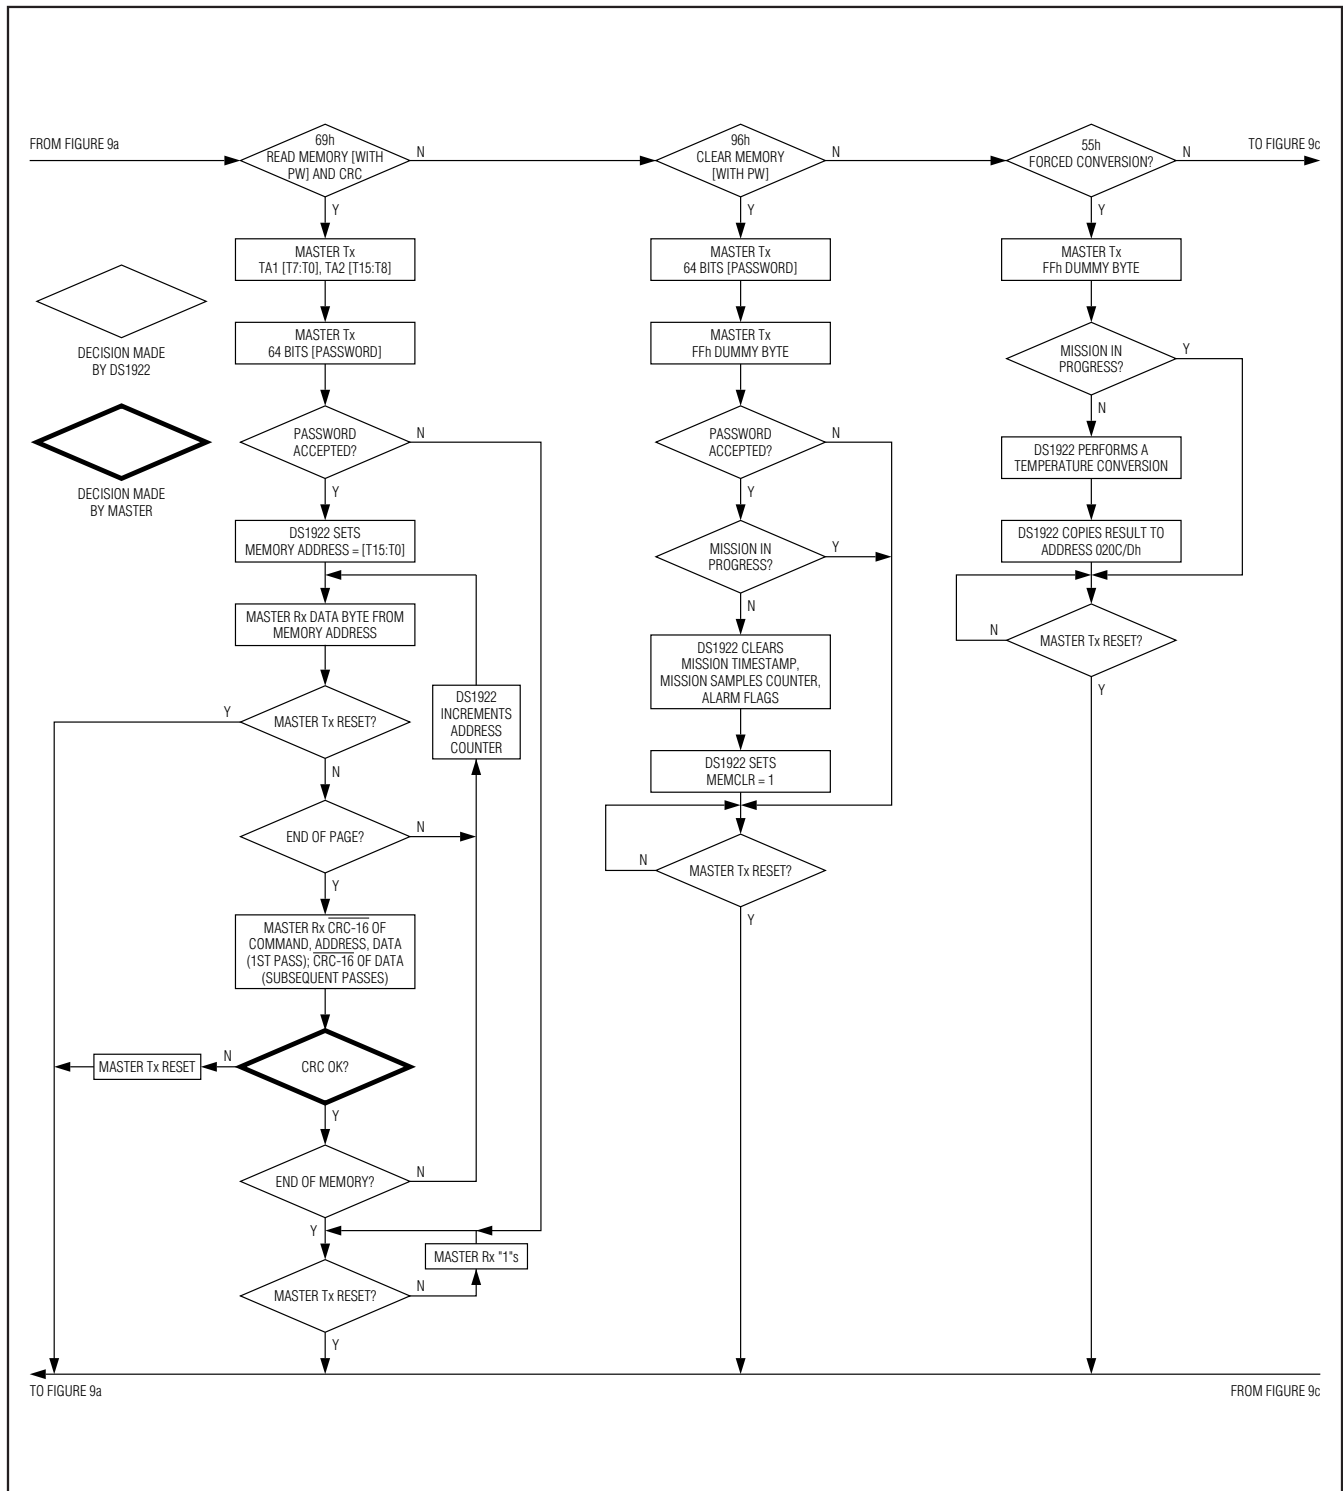 FROM FIGURE 9a
69h
READ MEMORY [WITH
PW] AND CRC
N
Y
MASTER Tx
TA1 [T7:T0], TA2 [T15:T8]
MASTER Tx
64 BITS [PASSWORD]
PASSWORD
ACCEPTED?
N
Y
DS1922 SETS
MEMORY ADDRESS = [T15:T0]
MASTER Rx DATA BYTE FROM
MEMORY ADDRESS
MASTER Tx RESET?
Y
N
DS1922
INCREMENTS
ADDRESS
COUNTER
END OF PAGE?
N
Y
MASTER Rx CRC-16 OF
COMMAND, ADDRESS, DATA
(1ST PASS); CRC-16 OF DATA
(SUBSEQUENT PASSES)
CRC OK?
N
MASTER Tx RESET
Y
END OF MEMORY?
N
Y
MASTER Rx "1"s
MASTER Tx RESET?
N
Y
DECISION MADE
BY DS1922
DECISION MADE
BY MASTER
96h
CLEAR MEMORY
[WITH PW]
N
Y
MASTER Tx
64 BITS [PASSWORD]
MASTER Tx
FFh DUMMY BYTE
PASSWORD
ACCEPTED?
N
Y
MISSION IN
PROGRESS?
Y
N
DS1922 CLEARS
MISSION TIMESTAMP,
MISSION SAMPLES COUNTER,
ALARM FLAGS
DS1922 SETS
MEMCLR = 1
MASTER Tx RESET?
N
Y
55h
FORCED CONVERSION?
N
TO FIGURE 9c
Y
MASTER Tx
FFh DUMMY BYTE
MISSION IN
PROGRESS?
Y
N
DS1922 PERFORMS A
TEMPERATURE CONVERSION
DS1922 COPIES RESULT TO
ADDRESS 020C/Dh
MASTER Tx RESET?
N
Y
TO FIGURE 9a
FROM FIGURE 9c